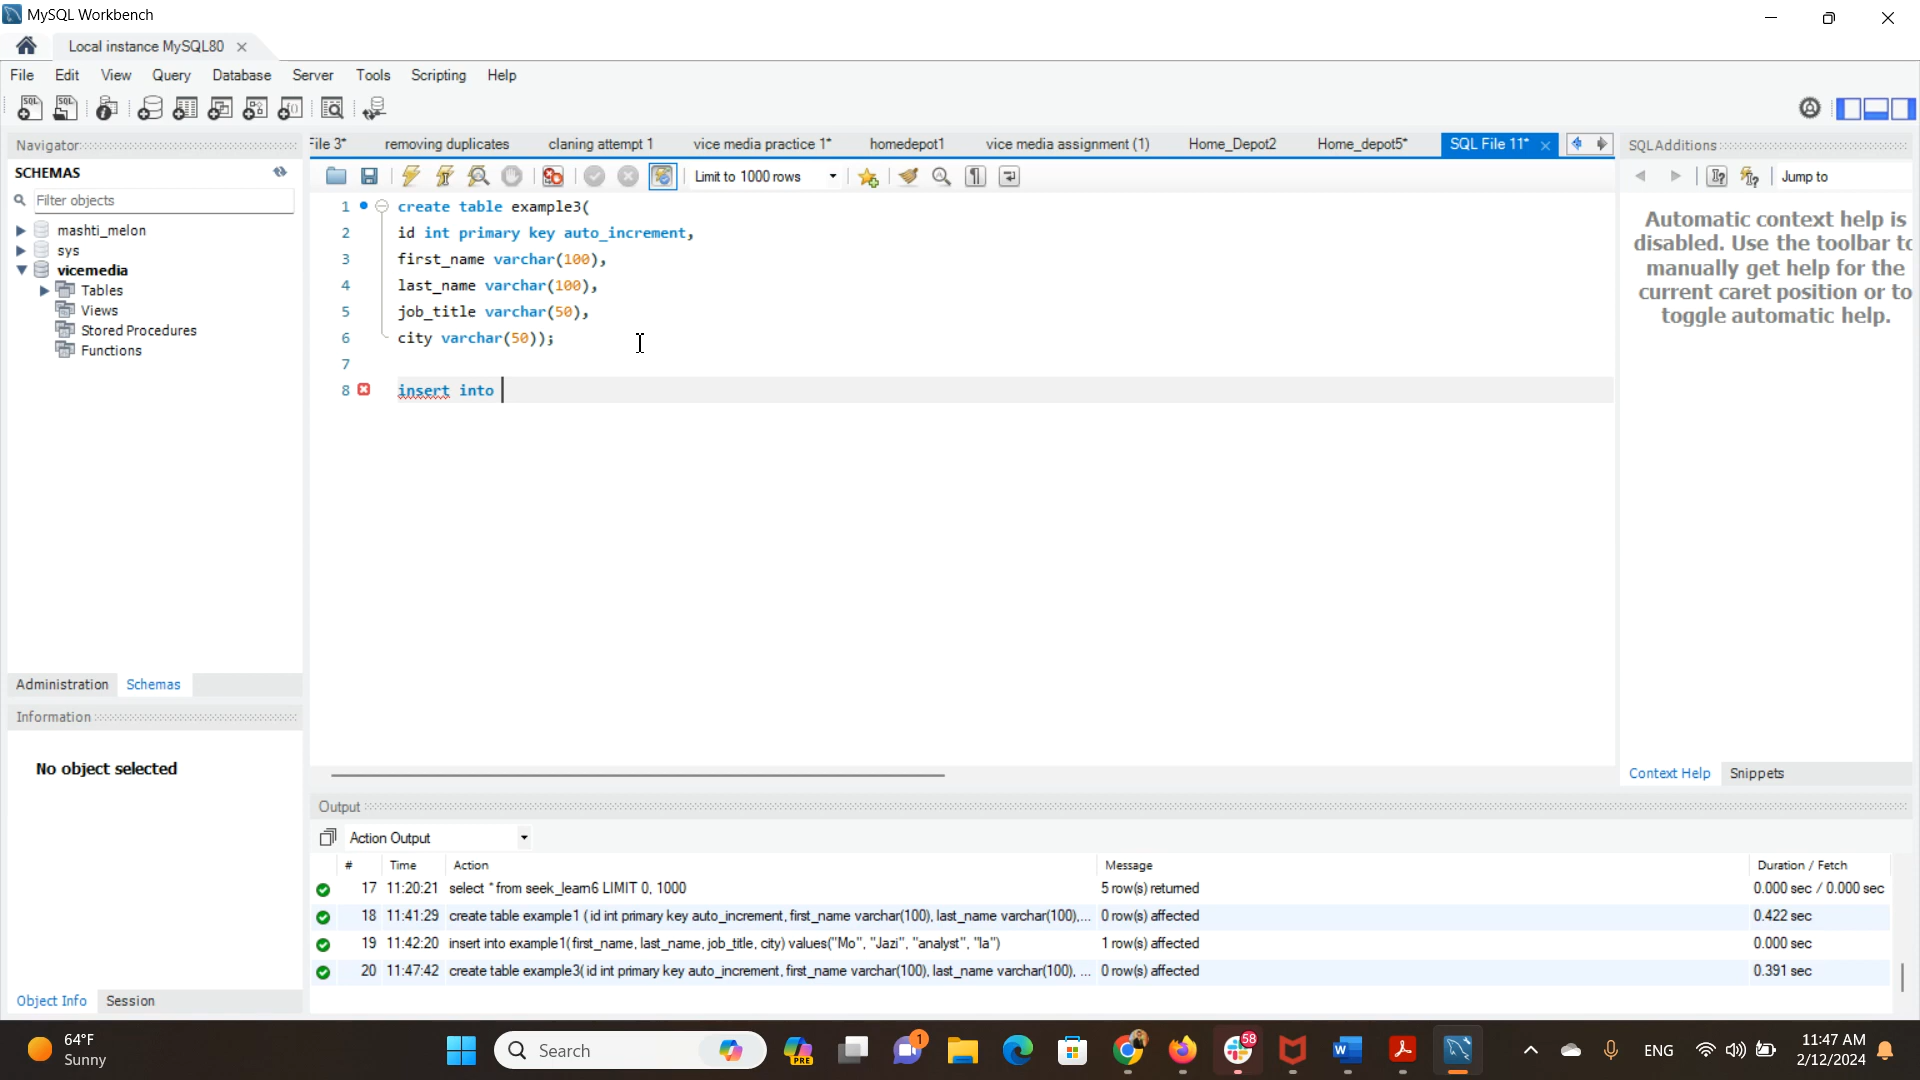 MySQL Workbench
Local instance MySQL80
File Edit View Query Database Server Tools Scripting Help
Navigator
SCHEMAS
Filter objects
mashti_melon
sys
vicemedia
Tables
Views
Stored Procedures
Functions
Administration Schemas
Information
No object selected
Object Info Session
File 3* removing duplicates claning attempt 1 vice media practice 1* homedepot1 vice media assignment (1) Home_Depot2 Home_depot5* SQL File 11*
Limit to 1000 rows
1 create table example3(
2 id int primary key auto_increment,
3 first_name varchar(100),
4 last_name varchar(100),
5 job_title varchar(50),
6 city varchar(50));
7
8 insert into
SQLAdditions
Jump to
Automatic context help is
disabled. Use the toolbar to
manually get help for the
current caret position or to
toggle automatic help.
Context Help Snippets
Output
Action Output
# Time Action Message Duration / Fetch
17 11:20:21 select * from seek_learn6 LIMIT 0, 1000 5 row(s) returned 0.000 sec / 0.000 sec
18 11:41:29 create table example1 ( id int primary key auto_increment, first_name varchar(100), last_name varchar(100),... 0 row(s) affected 0.422 sec
19 11:42:20 insert into example1(first_name, last_name, job_title, city) values("Mo", "Jazi", "analyst", "la") 1 row(s) affected 0.000 sec
20 11:47:42 create table example3( id int primary key auto_increment, first_name varchar(100), last_name varchar(100), ... 0 row(s) affected 0.391 sec
64°F
Sunny
Search
PRE
1
58
ENG
11:47 AM
2/12/2024